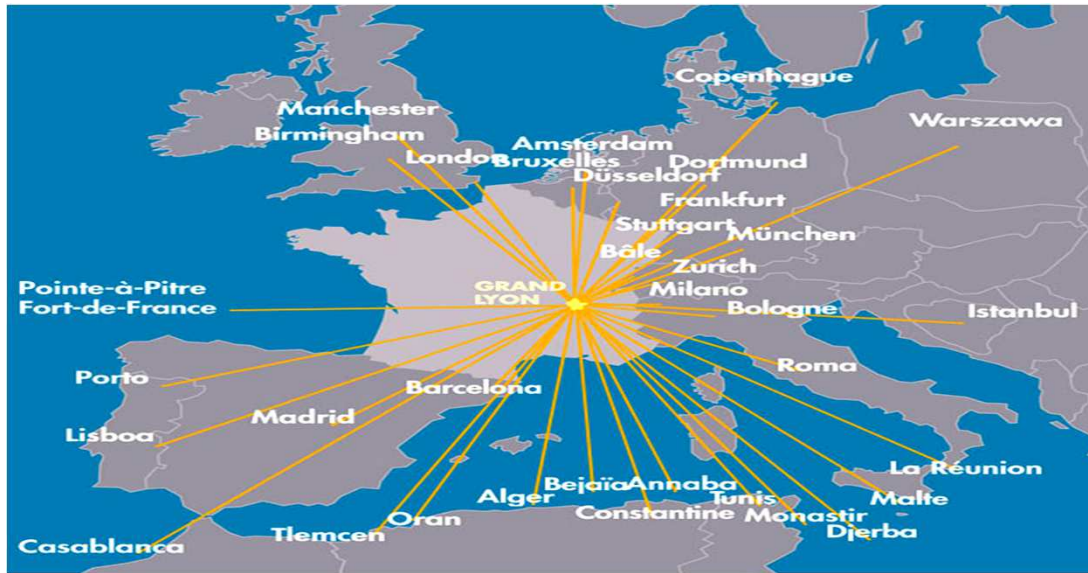 Copenhague
Manchester
Warszawa
Birmingham
Amsterdam
London
Bruxelles
Dortmund
Düsseldorf
Frankfurt
Stuttgart
München
Bâle
Zurich
Pointe-à-Pitre
Fort-de-France
GRAND
LYON
Milano
Bologne
Istanbul
Roma
Porto
Barcelona
Madrid
Lisboa
La Réunion
Bejaïa
Annaba
Alger
Tunis
Malte
Constantine
Monastir
Oran
Tlemcen
Djerba
Casablanca